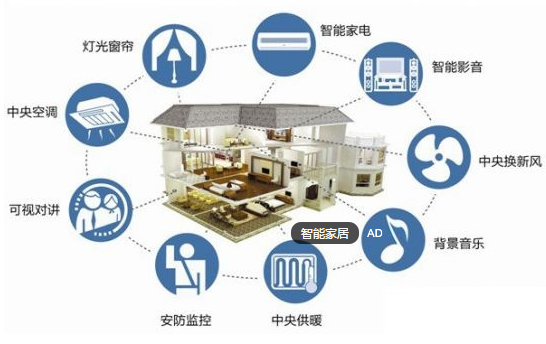 智能家电
灯光窗帘
智能影音
中央空调
中央换新风
可视对讲
智能家居 AD
背景音乐
安防监控
中央供暖